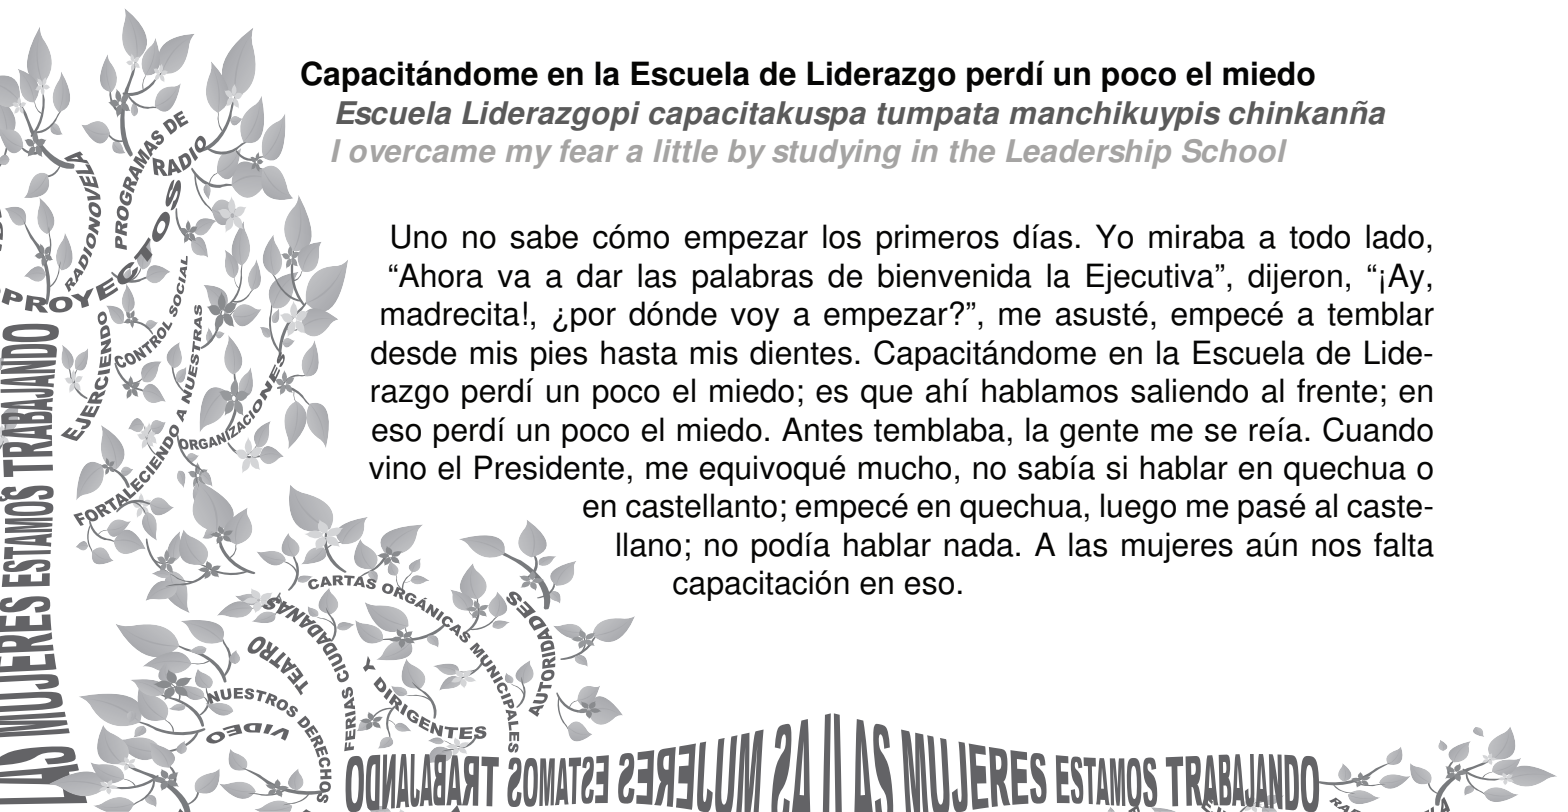 Capacitándome en la Escuela de Liderazgo perdí un poco el miedo
Escuela Liderazgopi capacitakuspa tumpata manchikuypis chinkanña
I overcame my fear a little by studying in the Leadership School
Uno no sabe cómo empezar los primeros días. Yo miraba a todo lado,
“Ahora va a dar las palabras de bienvenida la Ejecutiva”, dijeron, “¡Ay,
madrecita!, ¿por dónde voy a empezar?”, me asusté, empecé a temblar
desde mis pies hasta mis dientes. Capacitándome en la Escuela de Lide-
razgo perdí un poco el miedo; es que ahí hablamos saliendo al frente; en
eso perdí un poco el miedo. Antes temblaba, la gente me se reía. Cuando
vino el Presidente, me equivoqué mucho, no sabía si hablar en quechua o
en castellanto; empecé en quechua, luego me pasé al caste-
llano; no podía hablar nada. A las mujeres aún nos falta
capacitación en eso.
PROGRAMAS DE
RADIO
RADIONOVELA
PROYECTOS
CONTROL SOCIAL
EJERCIENDO
FORTALECIENDO A NUESTRAS
ORGANIZACIONES
LAS MUJERES ESTAMOS TRABAJANDO
CARTAS ORGÁNICAS MUNICIPALES
AUTORIDADES
Y DIRIGENTES
FERIAS CIUDADANAS
TEATRO
NUESTROS DERECHOS
VIDEO
LAS MUJERES ESTAMOS TRABAJANDO
LAS MUJERES ESTAMOS TRABAJANDO